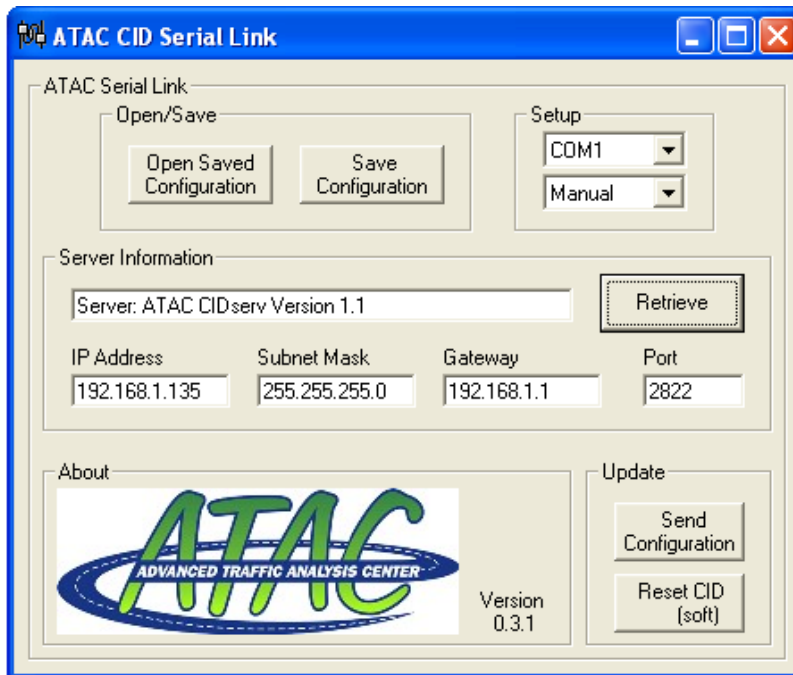 ATAC CID Serial Link
ATAC Serial Link
Open/Save
Open Saved
Configuration
Save
Configuration
Setup
COM1
Manual
Server Information
Server: ATAC CIDserv Version 1.1
Retrieve
IP Address
Subnet Mask
Gateway
Port
192.168.1.135
255.255.255.0
192.168.1.1
2822
About
ATAC
ADVANCED TRAFFIC ANALYSIS CENTER
Version
0.3.1
Update
Send
Configuration
Reset CID
(soft)